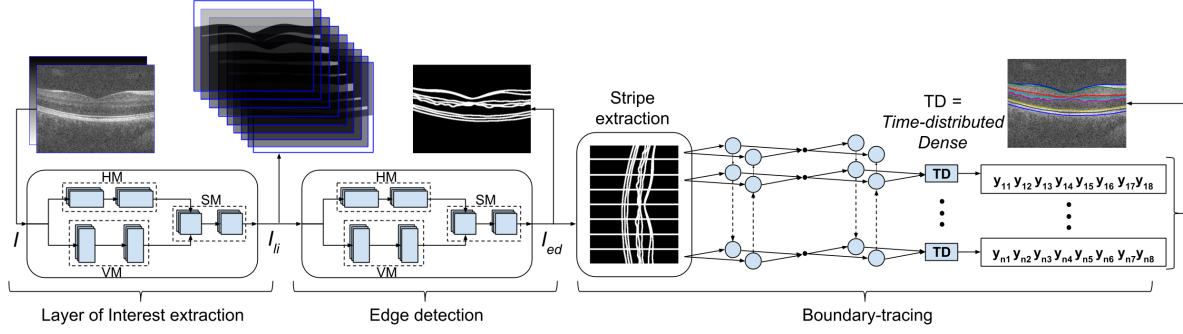 Stripe
extraction
TD =
Time-distributed
Dense
HM
SM
VM
I
I_li
HM
SM
VM
I_ed
TD
y11 y12 y13 y14 y15 y16 y17 y18
TD
yn1 yn2 yn3 yn4 yn5 yn6 yn7 yn8
Layer of Interest extraction
Edge detection
Boundary-tracing